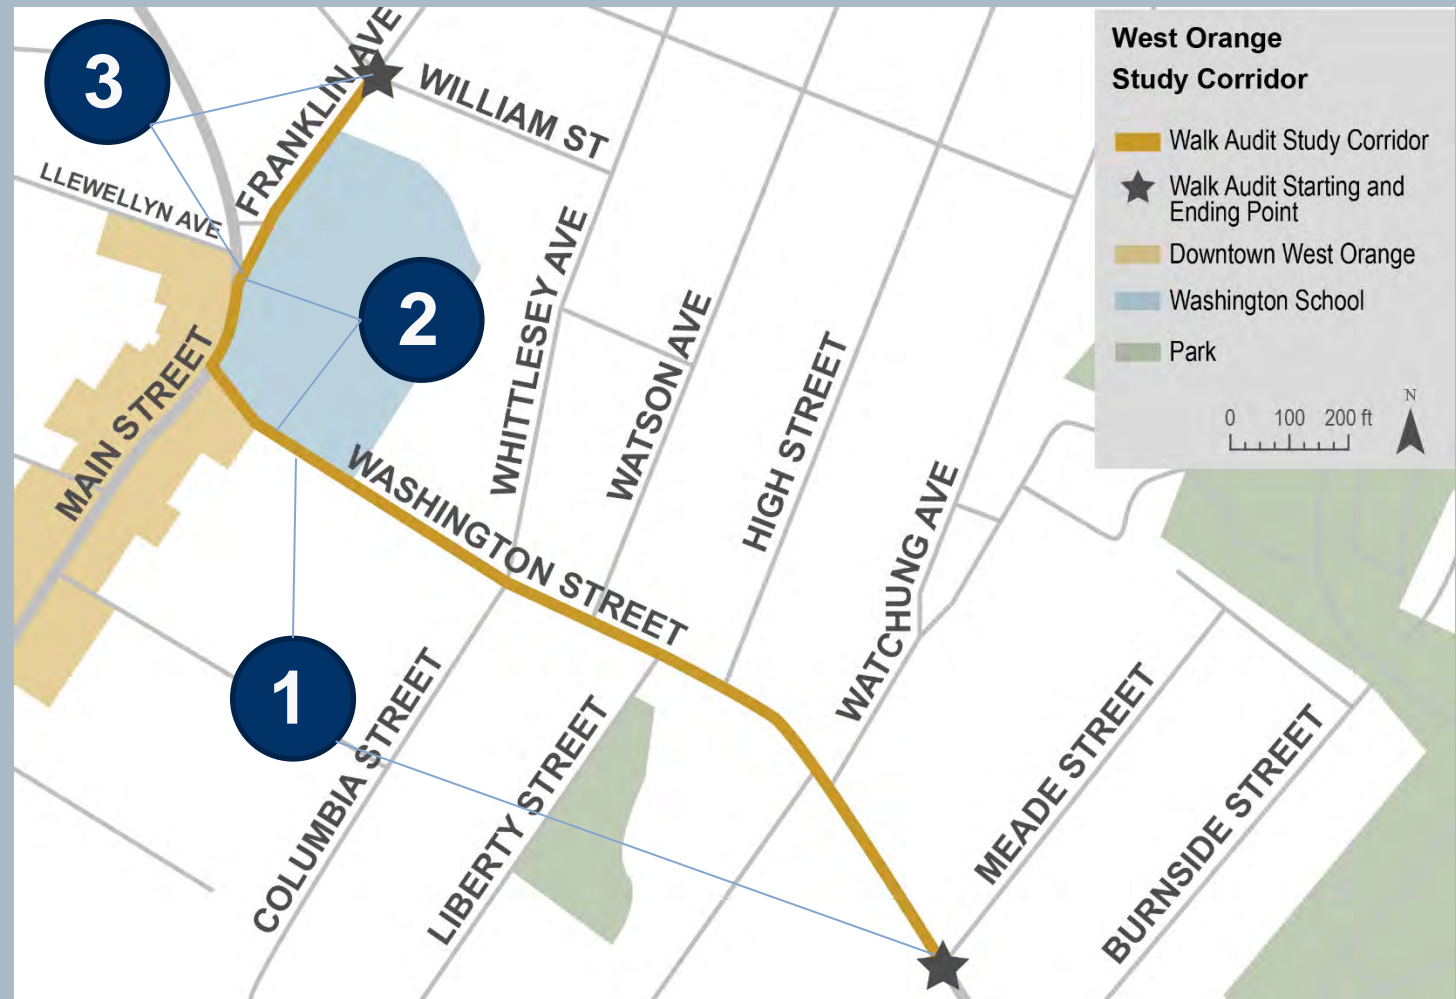 West Orange
Study Corridor
Walk Audit Study Corridor
Walk Audit Starting and
Ending Point
Downtown West Orange
Washington School
Park
0 100 200 ft
N
3
FRANKLIN AVE
WILLIAM ST
LLEWELLYN AVE
2
MAIN STREET
WHITTLESEY AVE
WATSON AVE
HIGH STREET
WASHINGTON STREET
WATCHUNG AVE
1
COLUMBIA STREET
LIBERTY STREET
MEADE STREET
BURNSIDE STREET